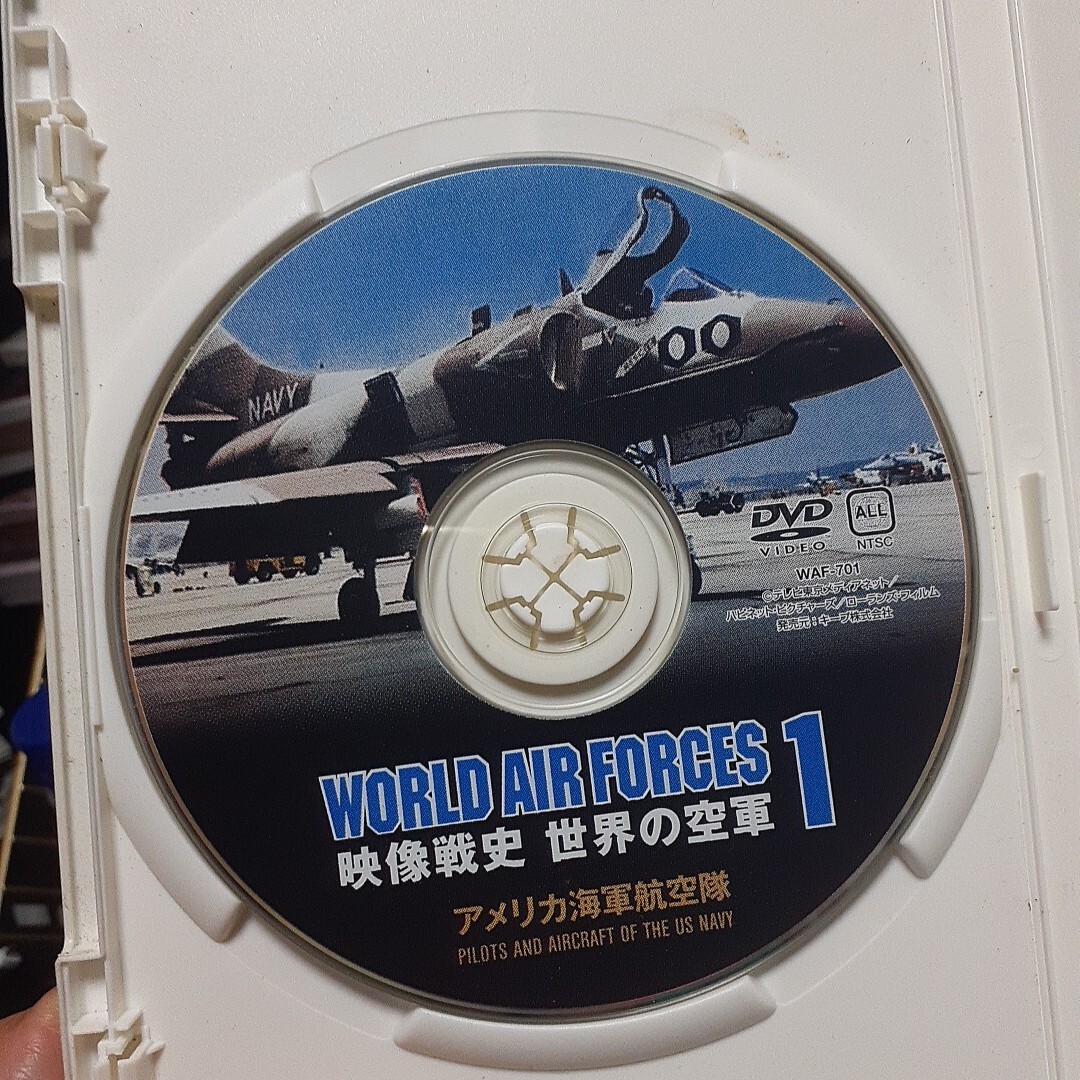 NAVY
00
DVD
VIDEO
ALL
NTSC
WAF-701
©テレビ東京メディアネット/
ハピネット・ピクチャーズ/ローランズ・フィルム
発売元:キープ株式会社
WORLD AIR FORCES 1
映像戦史 世界の空軍
アメリカ海軍航空隊
PILOTS AND AIRCRAFT OF THE US NAVY